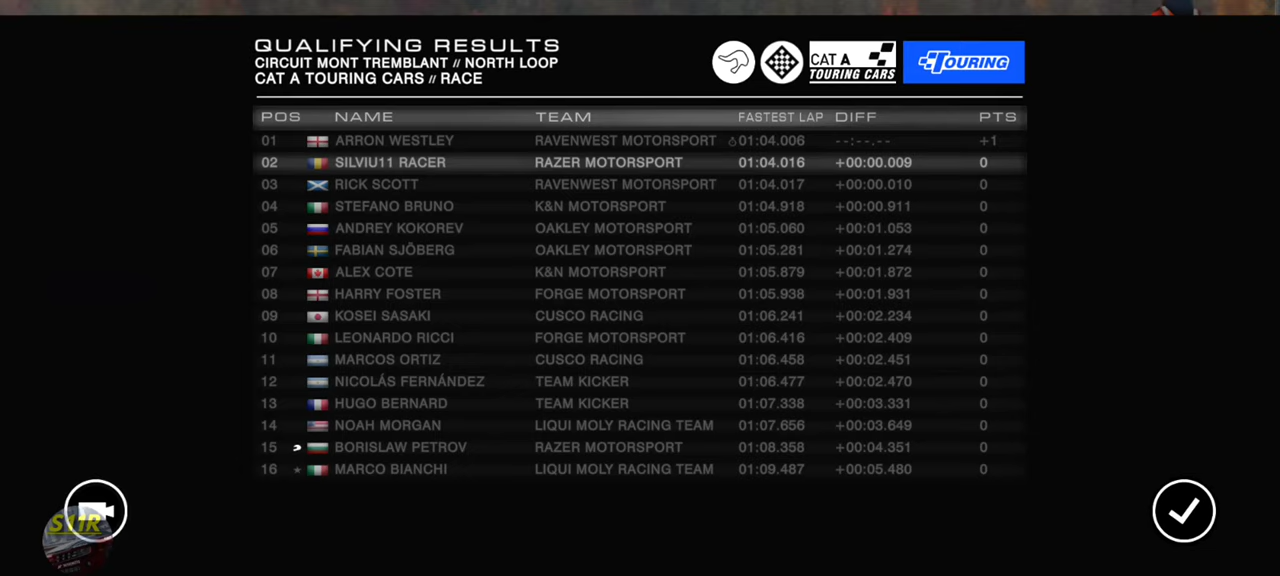 QUALIFYING RESULTS
CIRCUIT MONT TREMBLANT // NORTH LOOP
CAT A TOURING CARS // RACE
CAT A
TOURING CARS
TOURING
POS NAME TEAM FASTEST LAP DIFF PTS
01 ARRON WESTLEY RAVENWEST MOTORSPORT 01:04.006 --:--.-- +1
02 SILVIU11 RACER RAZER MOTORSPORT 01:04.016 +00:00.009 0
03 RICK SCOTT RAVENWEST MOTORSPORT 01:04.017 +00:00.010 0
04 STEFANO BRUNO K&N MOTORSPORT 01:04.918 +00:00.911 0
05 ANDREY KOKOREV OAKLEY MOTORSPORT 01:05.060 +00:01.053 0
06 FABIAN SJÖBERG OAKLEY MOTORSPORT 01:05.281 +00:01.274 0
07 ALEX COTE K&N MOTORSPORT 01:05.879 +00:01.872 0
08 HARRY FOSTER FORGE MOTORSPORT 01:05.938 +00:01.931 0
09 KOSEI SASAKI CUSCO RACING 01:06.241 +00:02.234 0
10 LEONARDO RICCI FORGE MOTORSPORT 01:06.416 +00:02.409 0
11 MARCOS ORTIZ CUSCO RACING 01:06.458 +00:02.451 0
12 NICOLÁS FERNÁNDEZ TEAM KICKER 01:06.477 +00:02.470 0
13 HUGO BERNARD TEAM KICKER 01:07.338 +00:03.331 0
14 NOAH MORGAN LIQUI MOLY RACING TEAM 01:07.656 +00:03.649 0
15 BORISLAW PETROV RAZER MOTORSPORT 01:08.358 +00:04.351 0
16 MARCO BIANCHI LIQUI MOLY RACING TEAM 01:09.487 +00:05.480 0
S11R